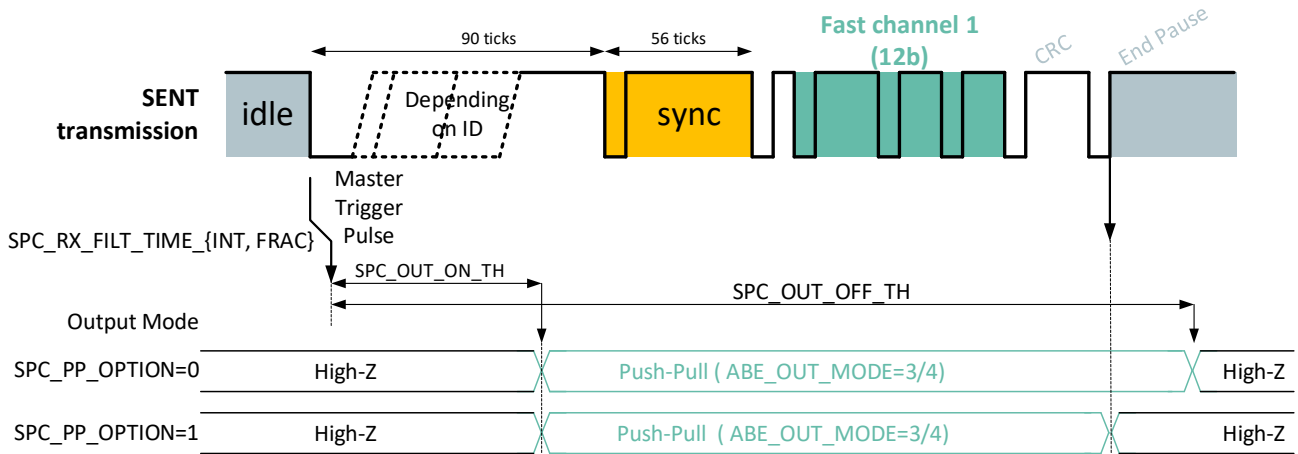 90 ticks
56 ticks
Fast channel 1
(12b)
CRC
End Pause
SENT
transmission
idle
Depending
on ID
sync
Master
Trigger
Pulse
SPC_RX_FILT_TIME_{INT, FRAC}
SPC_OUT_ON_TH
SPC_OUT_OFF_TH
Output Mode
SPC_PP_OPTION=0
High-Z
Push-Pull ( ABE_OUT_MODE=3/4)
High-Z
SPC_PP_OPTION=1
High-Z
Push-Pull ( ABE_OUT_MODE=3/4)
High-Z